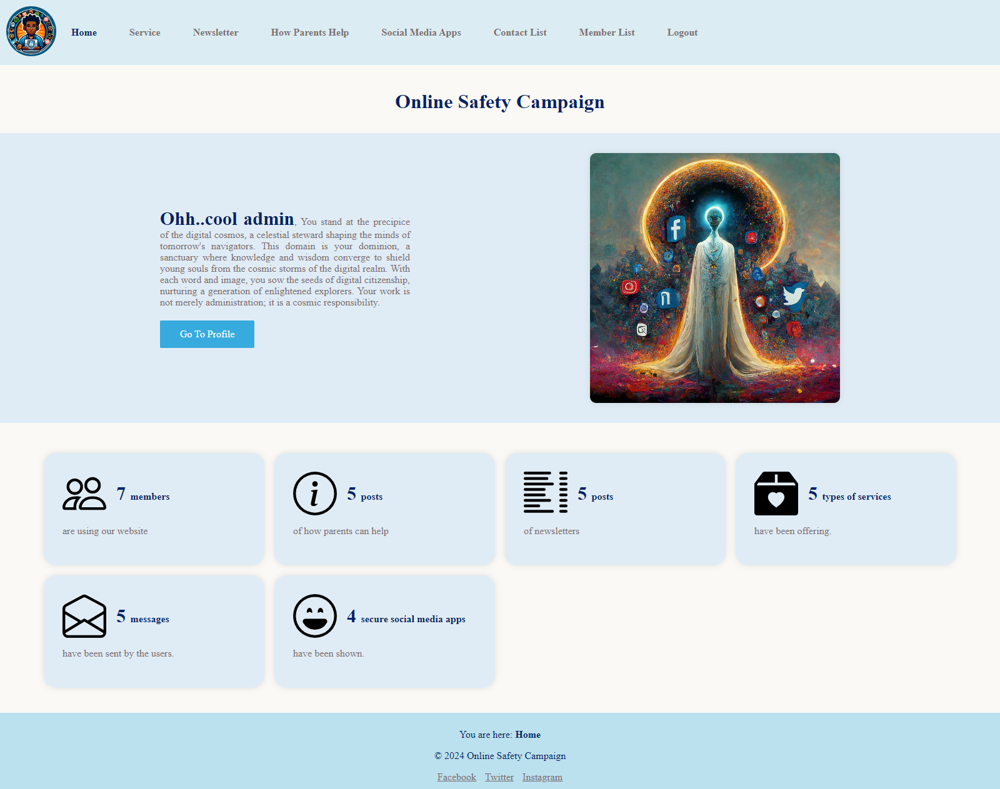 Home Service Newsletter How Parents Help Social Media Apps Contact List Member List Logout
Online Safety Campaign
Ohh..cool admin, You stand at the precipice
of the digital cosmos, a celestial steward shaping the minds of
tomorrow's navigators. This domain is your dominion, a
sanctuary where knowledge and wisdom converge to shield
young souls from the cosmic storms of the digital realm. With
each word and image, you sow the seeds of digital citizenship,
nurturing a generation of enlightened explorers. Your work is
not merely administration; it is a cosmic responsibility.
Go To Profile
7 members
are using our website
5 posts
of how parents can help
5 posts
of newsletters
5 types of services
have been offering.
5 messages
have been sent by the users.
4 secure social media apps
have been shown.
You are here: Home
© 2024 Online Safety Campaign
Facebook Twitter Instagram